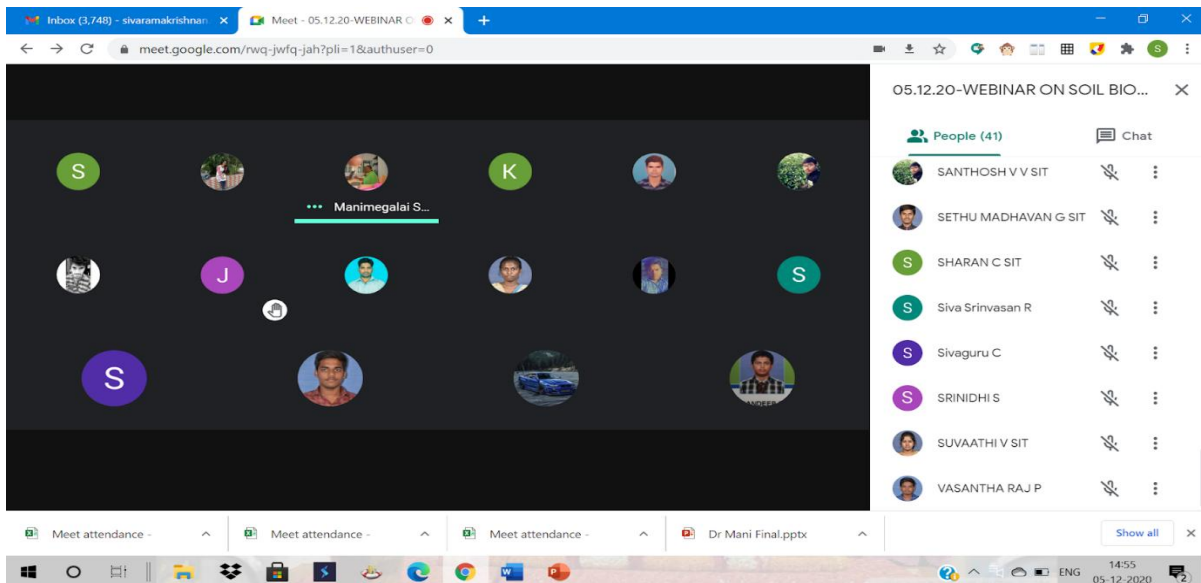 Inbox (3,748) - sivaramakrishnan
Meet - 05.12.20-WEBINAR O
meet.google.com/rwq-jwfq-jah?pli=1&authuser=0
S
05.12.20-WEBINAR ON SOIL BIO...
People (41)
Chat
S
K
Manimegalai S...
J
S
S
SANTHOSH V V SIT
SETHU MADHAVAN G SIT
S SHARAN C SIT
S Siva Srinvasan R
S Sivaguru C
S SRINIDHI S
SUVAATHI V SIT
VASANTHA RAJ P
Meet attendance -
Meet attendance -
Meet attendance -
Dr Mani Final.pptx
Show all
ENG
14:55
05-12-2020